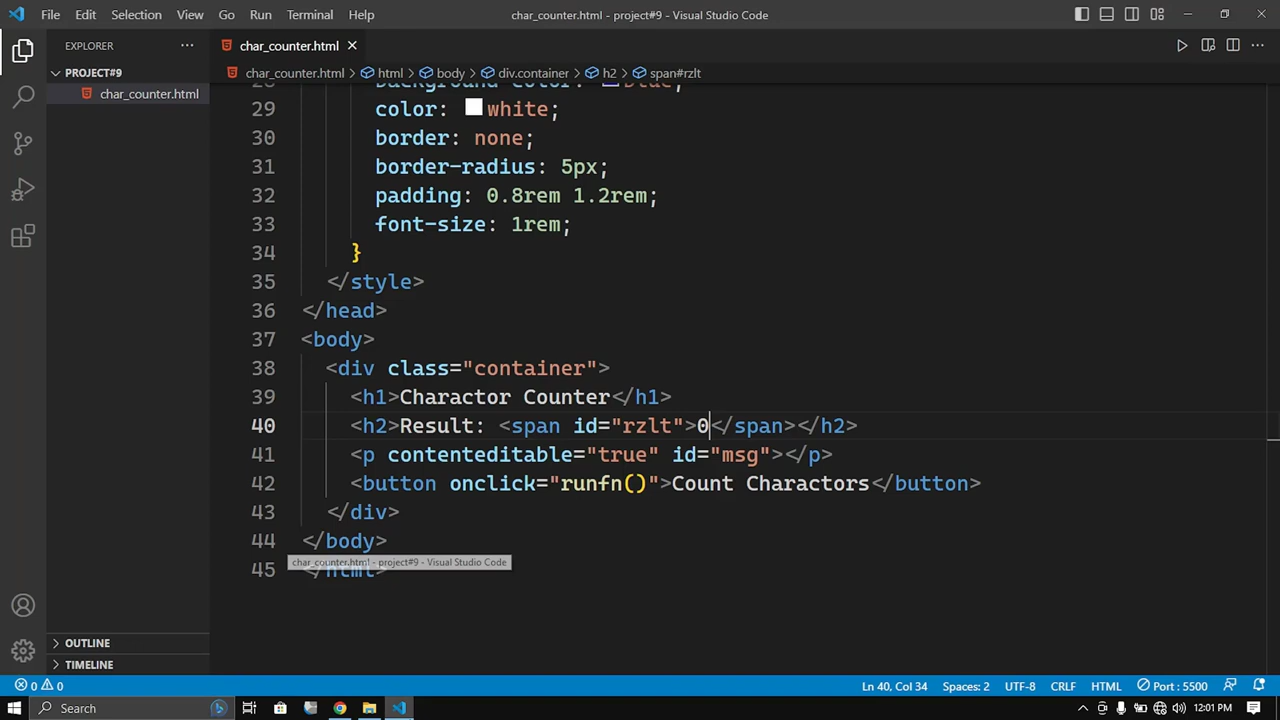 File Edit Selection View Go Run Terminal Help char_counter.html - project#9 - Visual Studio Code
EXPLORER
PROJECT#9
char_counter.html
char_counter.html
char_counter.html html body div.container h2 span#rzlt
29 color: white;
30 border: none;
31 border-radius: 5px;
32 padding: 0.8rem 1.2rem;
33 font-size: 1rem;
34 }
35 </style>
36 </head>
37 <body>
38 <div class="container">
39 <h1>Charactor Counter</h1>
40 <h2>Result: <span id="rzlt">0</span></h2>
41 <p contenteditable="true" id="msg"></p>
42 <button onclick="runfn()">Count Charactors</button>
43 </div>
44 </body>
char_counter.html - project#9 - Visual Studio Code
45 </html>
OUTLINE
TIMELINE
0 0 Ln 40, Col 34 Spaces: 2 UTF-8 CRLF HTML Port : 5500
Search 12:01 PM